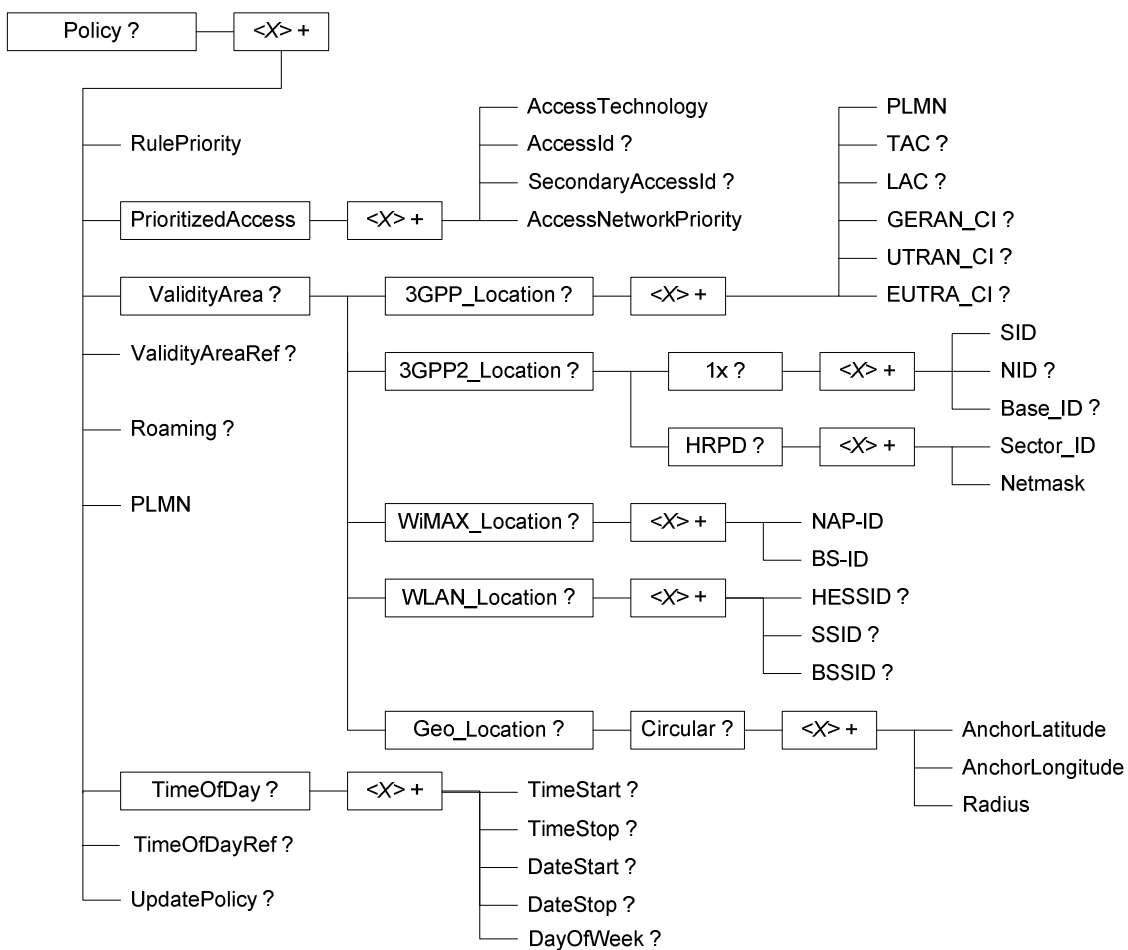 Policy ?
<X> +
RulePriority
PrioritizedAccess
<X> +
AccessTechnology
AccessId ?
SecondaryAccessId ?
AccessNetworkPriority
ValidityArea ?
3GPP_Location ?
<X> +
PLMN
TAC ?
LAC ?
GERAN_CI ?
UTRAN_CI ?
EUTRA_CI ?
3GPP2_Location ?
1x ?
<X> +
SID
NID ?
Base_ID ?
HRPD ?
<X> +
Sector_ID
Netmask
WiMAX_Location ?
<X> +
NAP-ID
BS-ID
WLAN_Location ?
<X> +
HESSID ?
SSID ?
BSSID ?
Geo_Location ?
Circular ?
<X> +
AnchorLatitude
AnchorLongitude
Radius
ValidityAreaRef ?
Roaming ?
PLMN
TimeOfDay ?
<X> +
TimeStart ?
TimeStop ?
DateStart ?
DateStop ?
DayOfWeek ?
TimeOfDayRef ?
UpdatePolicy ?